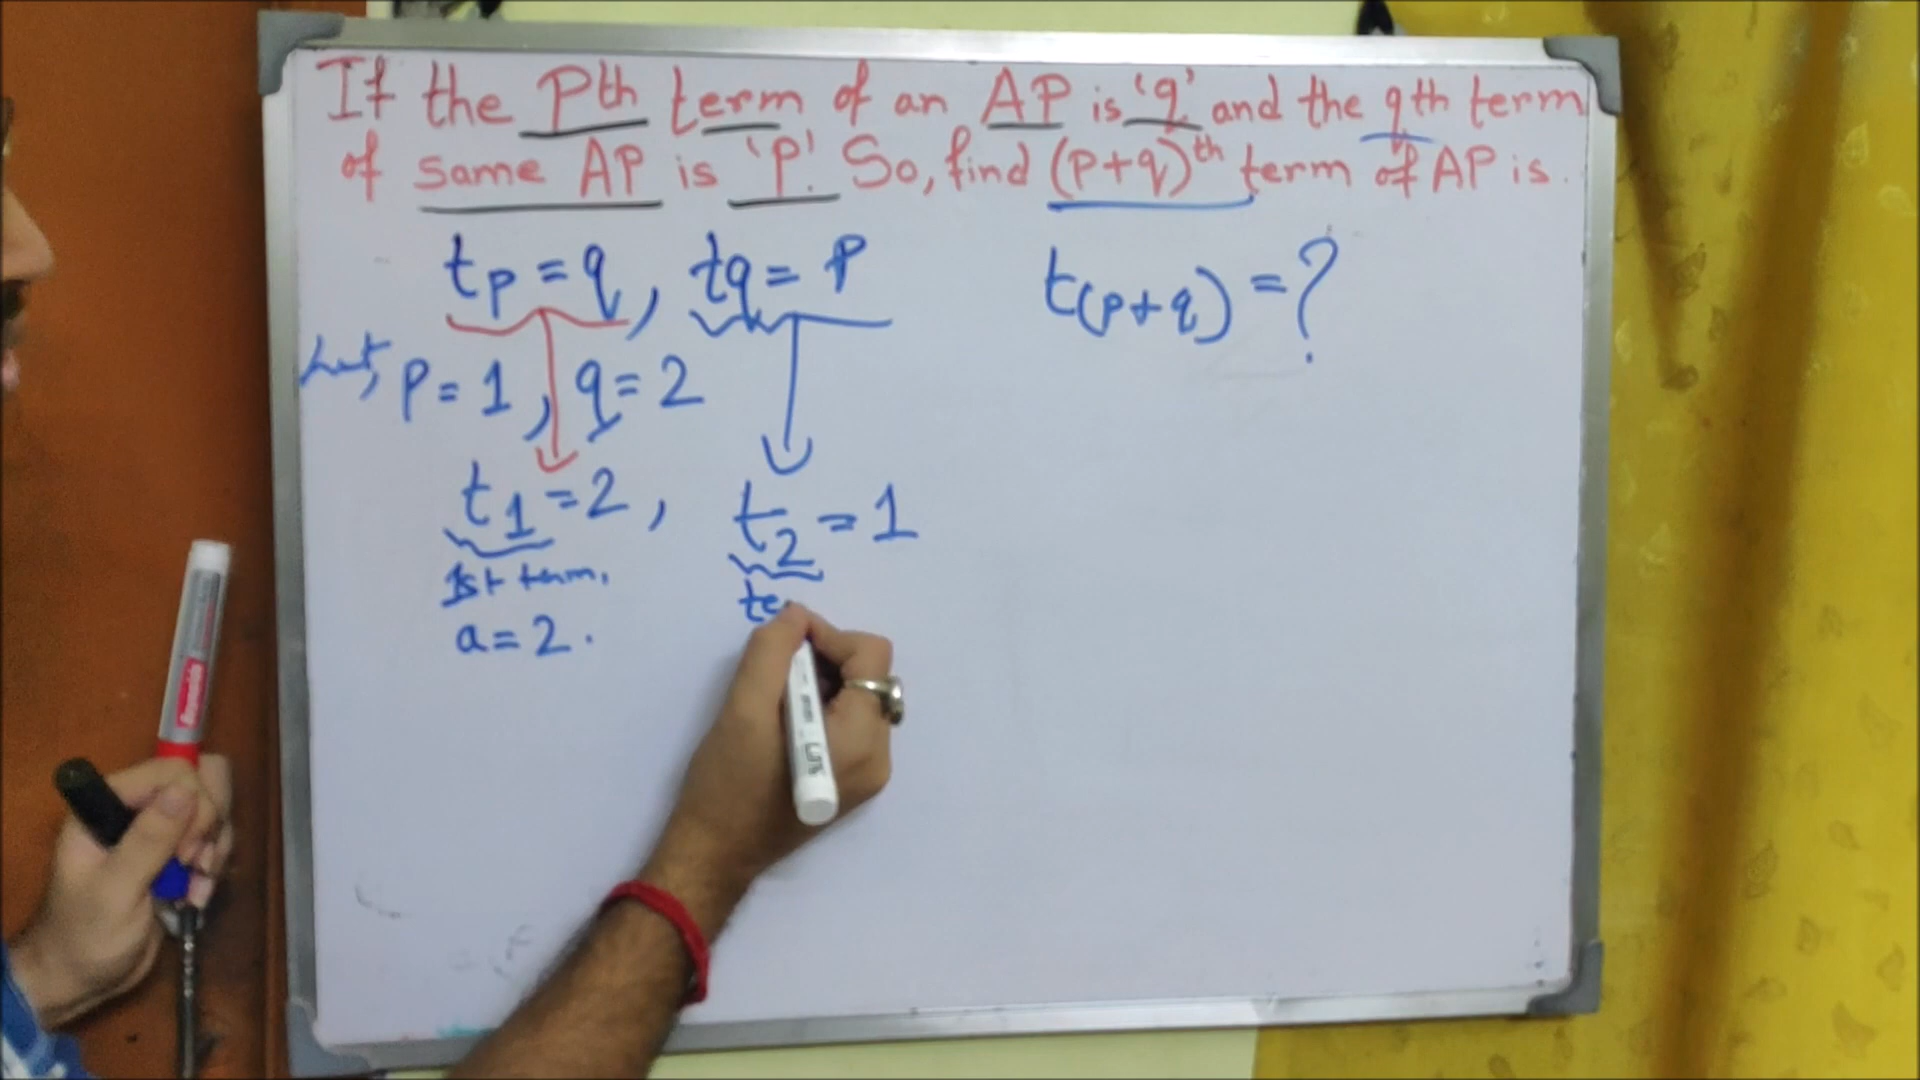 If the Pth term of an AP is 'q' and the qth term
of same AP is 'P'. So, find (p+q)th term of AP is.
tp = q, tq = P
t(p+q) = ?
Let, P = 1, q = 2
t1 = 2, t2 = 1
1st term. te
a = 2.